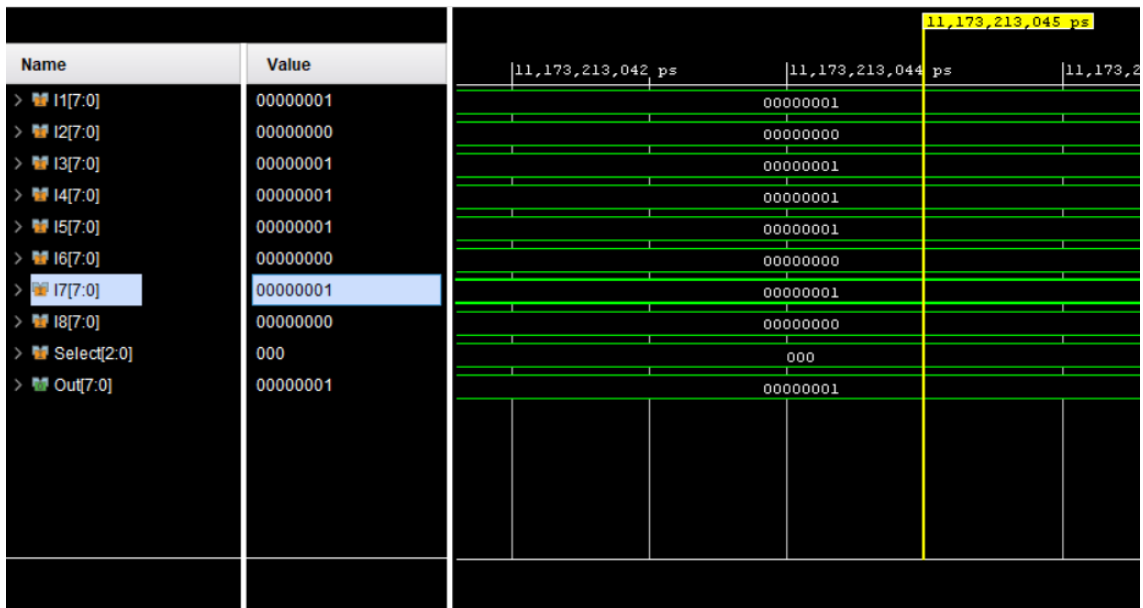 11,173,213,045 ps
Name Value 11,173,213,042 ps 11,173,213,044 ps 11,173,2
I1[7:0] 00000001 00000001
I2[7:0] 00000000 00000000
I3[7:0] 00000001 00000001
I4[7:0] 00000001 00000001
I5[7:0] 00000001 00000001
I6[7:0] 00000000 00000000
I7[7:0] 00000001 00000001
I8[7:0] 00000000 00000000
Select[2:0] 000 000
Out[7:0] 00000001 00000001